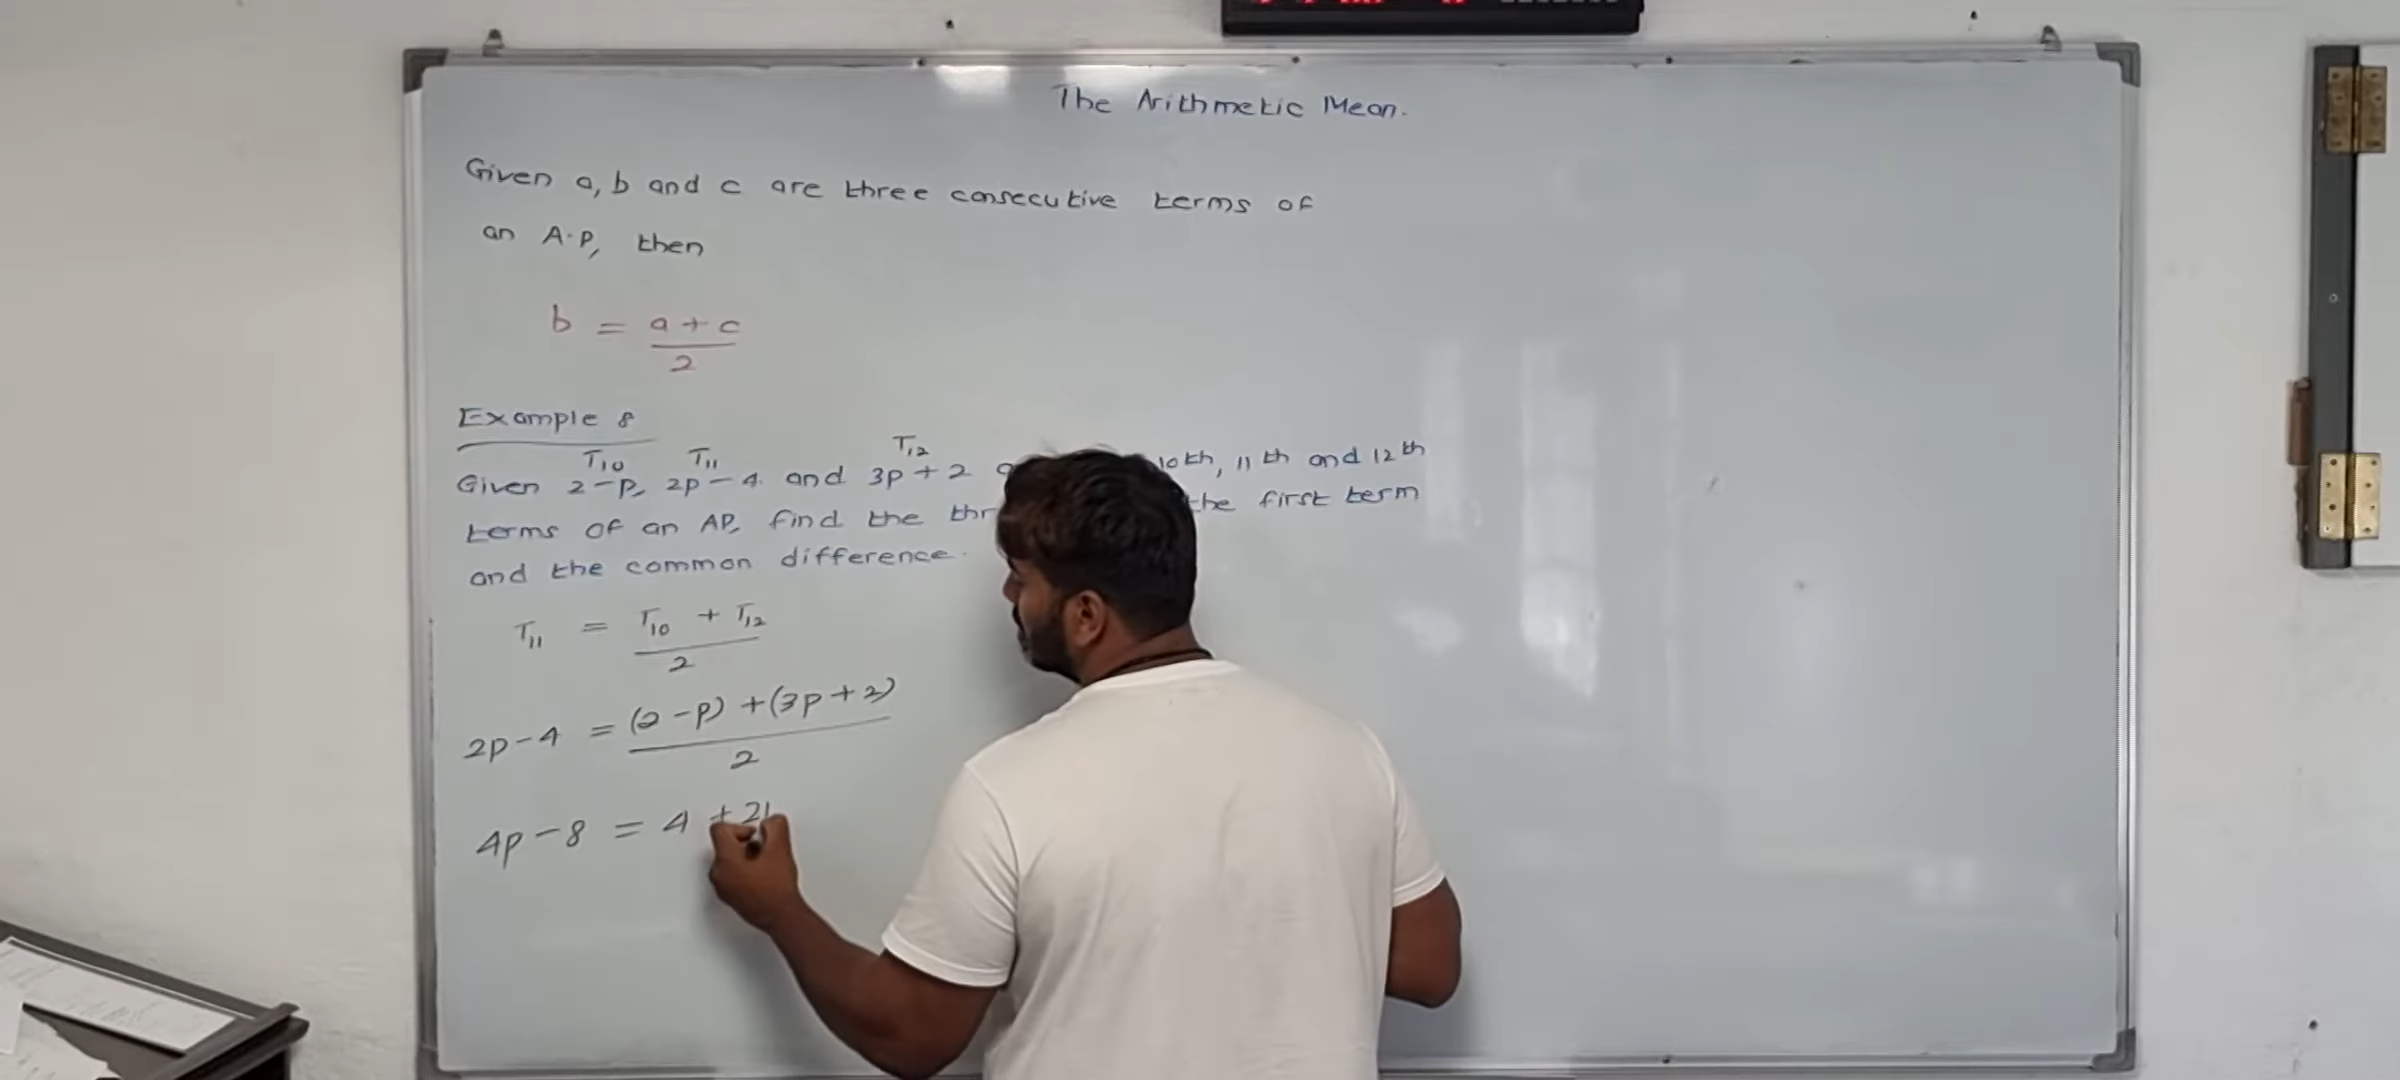 The Arithmetic Mean.
Given a, b and c are three consecutive terms of
an A.P, then
b = a + c
2
Example 8
T10 T11 T12
Given 2-p, 2p-4 and 3p+2 10th, 11th and 12th
terms of an AP, find the the first term
and the common difference.
T11 = T10 + T12
2
2p-4 = (2-p) + (3p+2)
2
4p-8 = 4 + 2